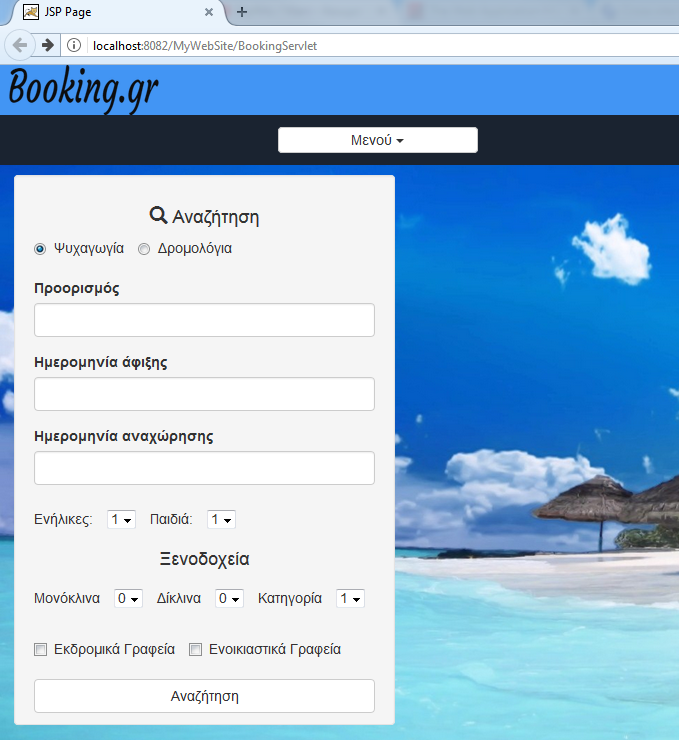 JSP Page
localhost:8082/MyWebSite/BookingServlet
Booking.gr
Μενού
Αναζήτηση
Ψυχαγωγία Δρομολόγια
Προορισμός
Ημερομηνία άφιξης
Ημερομηνία αναχώρησης
Ενήλικες: 1 Παιδιά: 1
Ξενοδοχεία
Μονόκλινα 0 Δίκλινα 0 Κατηγορία 1
Εκδρομικά Γραφεία Ενοικιαστικά Γραφεία
Αναζήτηση